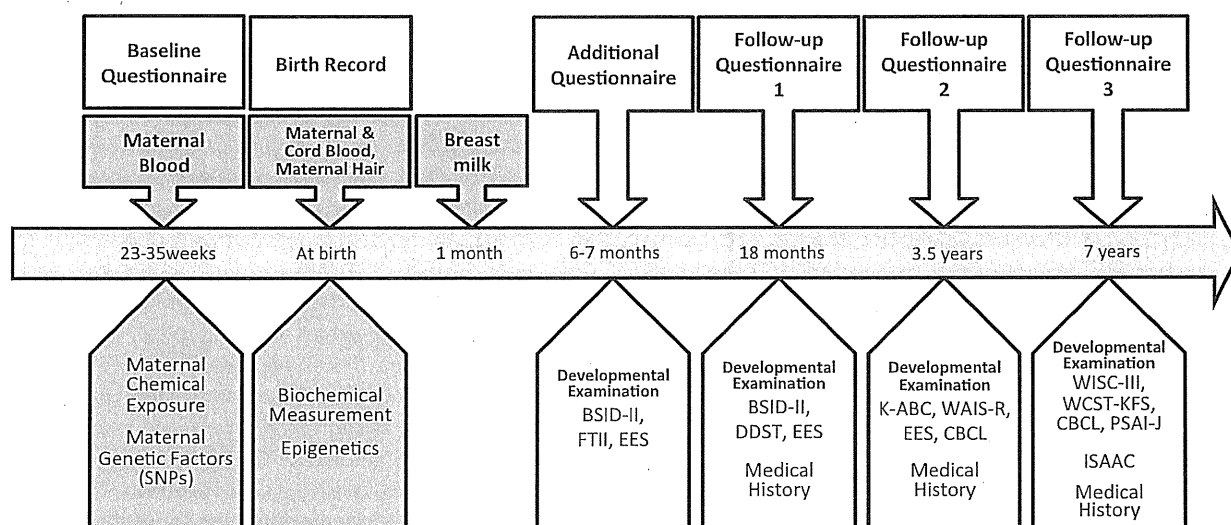 Baseline
Questionnaire
Birth Record
Additional
Questionnaire
Follow-up
Questionnaire
1
Follow-up
Questionnaire
2
Follow-up
Questionnaire
3
Maternal
Blood
Maternal &
Cord Blood,
Maternal Hair
Breast
milk
23-35weeks
At birth
1 month
6-7 months
18 months
3.5 years
7 years
Maternal
Chemical
Exposure
Maternal
Genetic Factors
(SNPs)
Biochemical
Measurement
Epigenetics
Developmental
Examination
BSID-II,
FTII, EES
Developmental
Examination
BSID-II,
DDST, EES
Medical
History
Developmental
Examination
K-ABC, WAIS-R,
EES, CBCL
Medical
History
Developmental
Examination
WISC-III,
WCST-KFS,
CBCL, PSAI-J
ISAAC
Medical
History